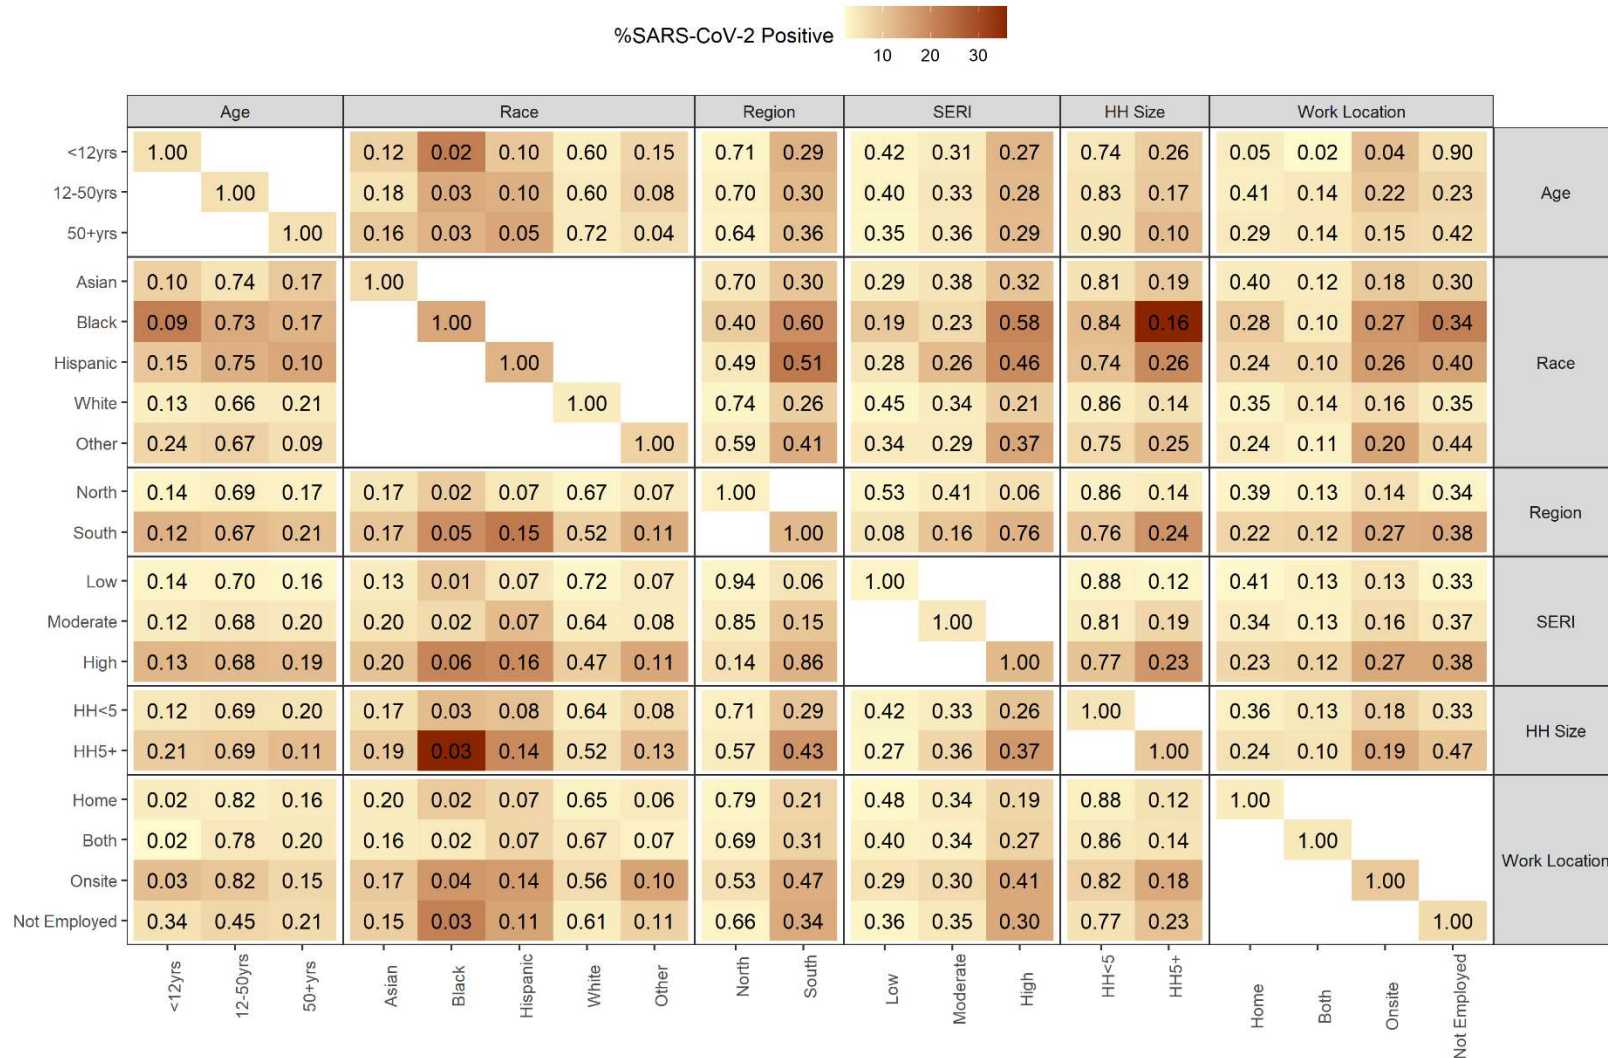 %SARS-CoV-2 Positive
10 20 30
Age Race Region SERI HH Size Work Location
<12yrs 1.00 0.12 0.02 0.10 0.60 0.15 0.71 0.29 0.42 0.31 0.27 0.74 0.26 0.05 0.02 0.04 0.90
12-50yrs 1.00 0.18 0.03 0.10 0.60 0.08 0.70 0.30 0.40 0.33 0.28 0.83 0.17 0.41 0.14 0.22 0.23 Age
50+yrs 1.00 0.16 0.03 0.05 0.72 0.04 0.64 0.36 0.35 0.36 0.29 0.90 0.10 0.29 0.14 0.15 0.42
Asian 0.10 0.74 0.17 1.00 0.70 0.30 0.29 0.38 0.32 0.81 0.19 0.40 0.12 0.18 0.30
Black 0.09 0.73 0.17 1.00 0.40 0.60 0.19 0.23 0.58 0.84 0.16 0.28 0.10 0.27 0.34
Hispanic 0.15 0.75 0.10 1.00 0.49 0.51 0.28 0.26 0.46 0.74 0.26 0.24 0.10 0.26 0.40 Race
White 0.13 0.66 0.21 1.00 0.74 0.26 0.45 0.34 0.21 0.86 0.14 0.35 0.14 0.16 0.35
Other 0.24 0.67 0.09 1.00 0.59 0.41 0.34 0.29 0.37 0.75 0.25 0.24 0.11 0.20 0.44
North 0.14 0.69 0.17 0.17 0.02 0.07 0.67 0.07 1.00 0.53 0.41 0.06 0.86 0.14 0.39 0.13 0.14 0.34
Region
South 0.12 0.67 0.21 0.17 0.05 0.15 0.52 0.11 1.00 0.08 0.16 0.76 0.76 0.24 0.22 0.12 0.27 0.38
Low 0.14 0.70 0.16 0.13 0.01 0.07 0.72 0.07 0.94 0.06 1.00 0.88 0.12 0.41 0.13 0.13 0.33
Moderate 0.12 0.68 0.20 0.20 0.02 0.07 0.64 0.08 0.85 0.15 1.00 0.81 0.19 0.34 0.13 0.16 0.37 SERI
High 0.13 0.68 0.19 0.20 0.06 0.16 0.47 0.11 0.14 0.86 1.00 0.77 0.23 0.23 0.12 0.27 0.38
HH<5 0.12 0.69 0.20 0.17 0.03 0.08 0.64 0.08 0.71 0.29 0.42 0.33 0.26 1.00 0.36 0.13 0.18 0.33
HH Size
HH5+ 0.21 0.69 0.11 0.19 0.03 0.14 0.52 0.13 0.57 0.43 0.27 0.36 0.37 1.00 0.24 0.10 0.19 0.47
Home 0.02 0.82 0.16 0.20 0.02 0.07 0.65 0.06 0.79 0.21 0.48 0.34 0.19 0.88 0.12 1.00
Both 0.02 0.78 0.20 0.16 0.02 0.07 0.67 0.07 0.69 0.31 0.40 0.34 0.27 0.86 0.14 1.00
Work Location
Onsite 0.03 0.82 0.15 0.17 0.04 0.14 0.56 0.10 0.53 0.47 0.29 0.30 0.41 0.82 0.18 1.00
Not Employed 0.34 0.45 0.21 0.15 0.03 0.11 0.61 0.11 0.66 0.34 0.36 0.35 0.30 0.77 0.23 1.00
<12yrs 12-50yrs 50+yrs Asian Black Hispanic White Other North South Low Moderate High HH<5 HH5+ Home Both Onsite Not Employed